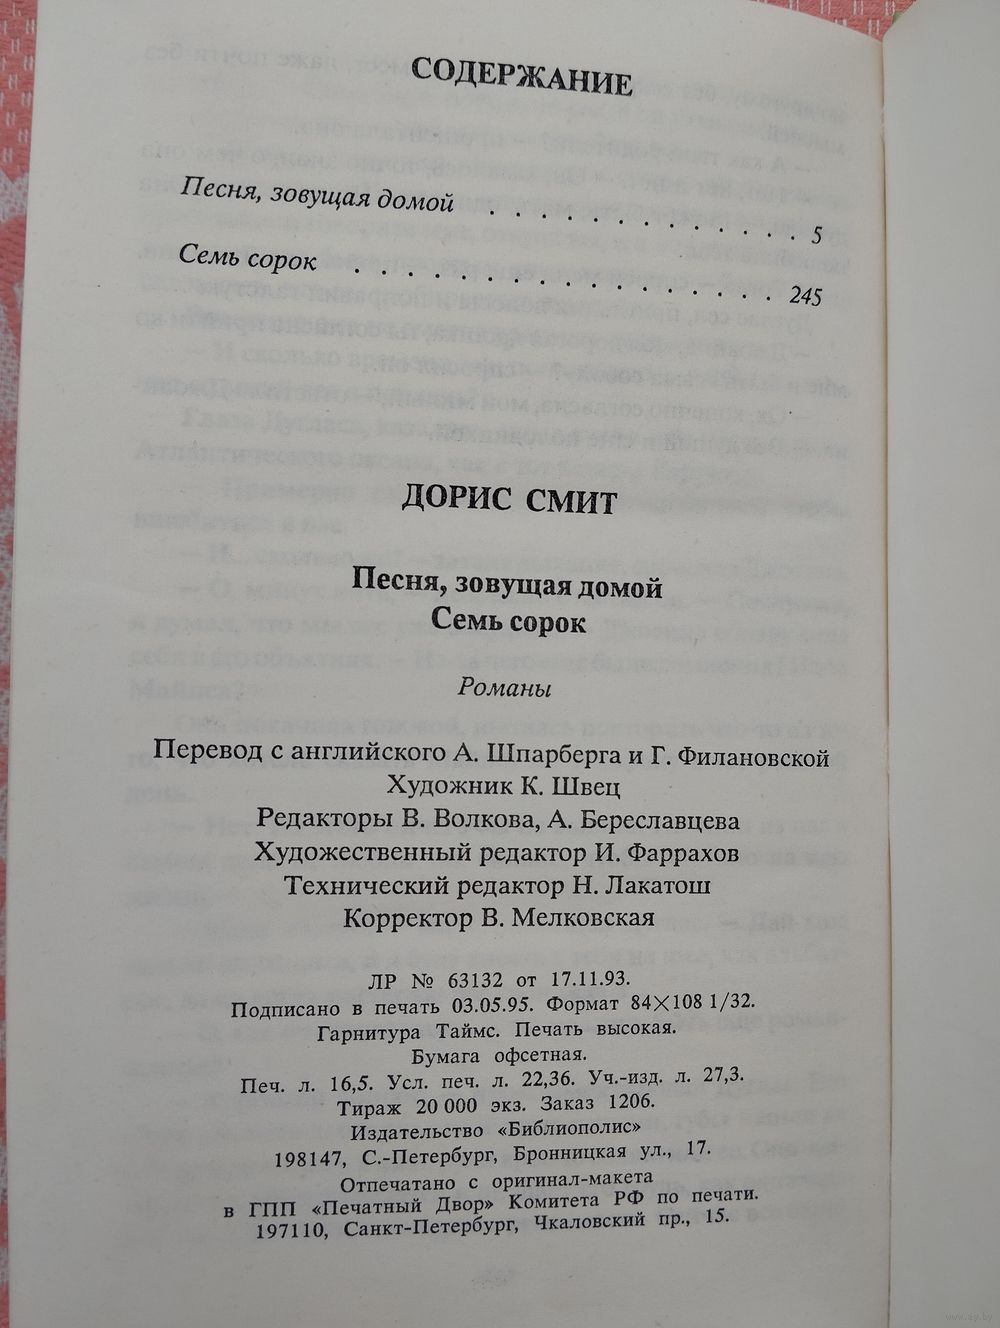 СОДЕРЖАНИЕ
Песня, зовущая домой . . . . . . . . . . . . . 5
Семь сорок . . . . . . . . . . . . . . . . . 245
ДОРИС СМИТ
Песня, зовущая домой
Семь сорок
Романы
Перевод с английского А. Шпарберга и Г. Филановской
Художник К. Швец
Редакторы В. Волкова, А. Береславцева
Художественный редактор И. Фаррахов
Технический редактор Н. Лакатош
Корректор В. Мелковская
ЛР № 63132 от 17.11.93.
Подписано в печать 03.05.95. Формат 84×108 1/32.
Гарнитура Таймс. Печать высокая.
Бумага офсетная.
Печ. л. 16,5. Усл. печ. л. 22,36. Уч.-изд. л. 27,3.
Тираж 20 000 экз. Заказ 1206.
Издательство «Библиополис»
198147, С.-Петербург, Бронницкая ул., 17.
Отпечатано с оригинал-макета
в ГПП «Печатный Двор» Комитета РФ по печати.
197110, Санкт-Петербург, Чкаловский пр., 15.
www.ay.by